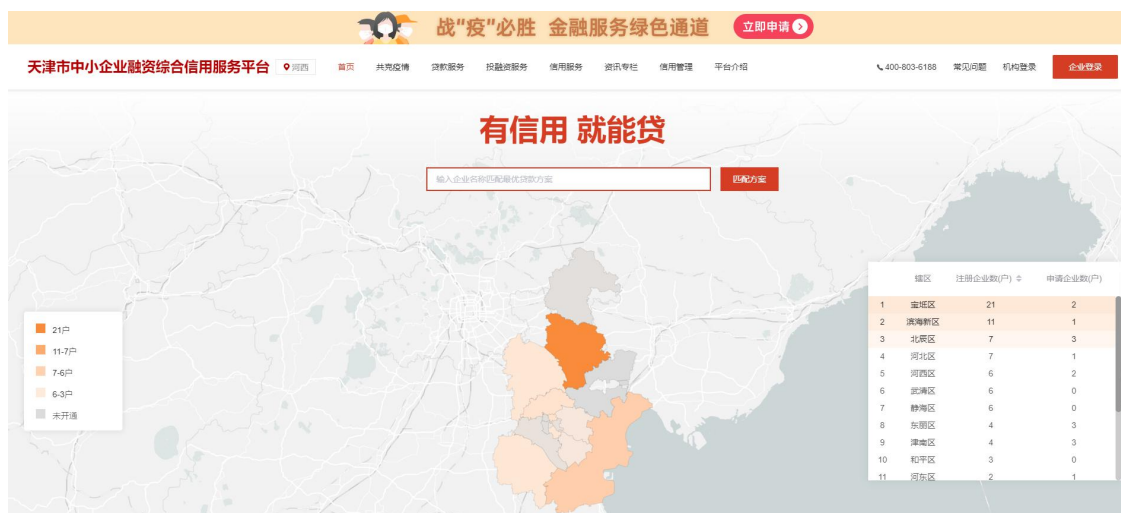 战"疫"必胜 金融服务绿色通道 立即申请
天津市中小企业融资综合信用服务平台 河西 首页 共克疫情 贷款服务 投融资服务 信用服务 资讯专栏 信用管理 平台介绍 400-803-6188 常见问题 机构登录 企业登录
有信用 就能贷
输入企业名称匹配最优贷款方案 匹配方案
21户
11-7户
7-6户
6-3户
未开通
辖区 注册企业数(户) 申请企业数(户)
1 宝坻区 21 2
2 滨海新区 11 1
3 北辰区 7 3
4 河北区 7 1
5 河西区 6 2
6 武清区 6 0
7 静海区 6 0
8 东丽区 4 3
9 津南区 4 3
10 和平区 3 0
11 河东区 2 1